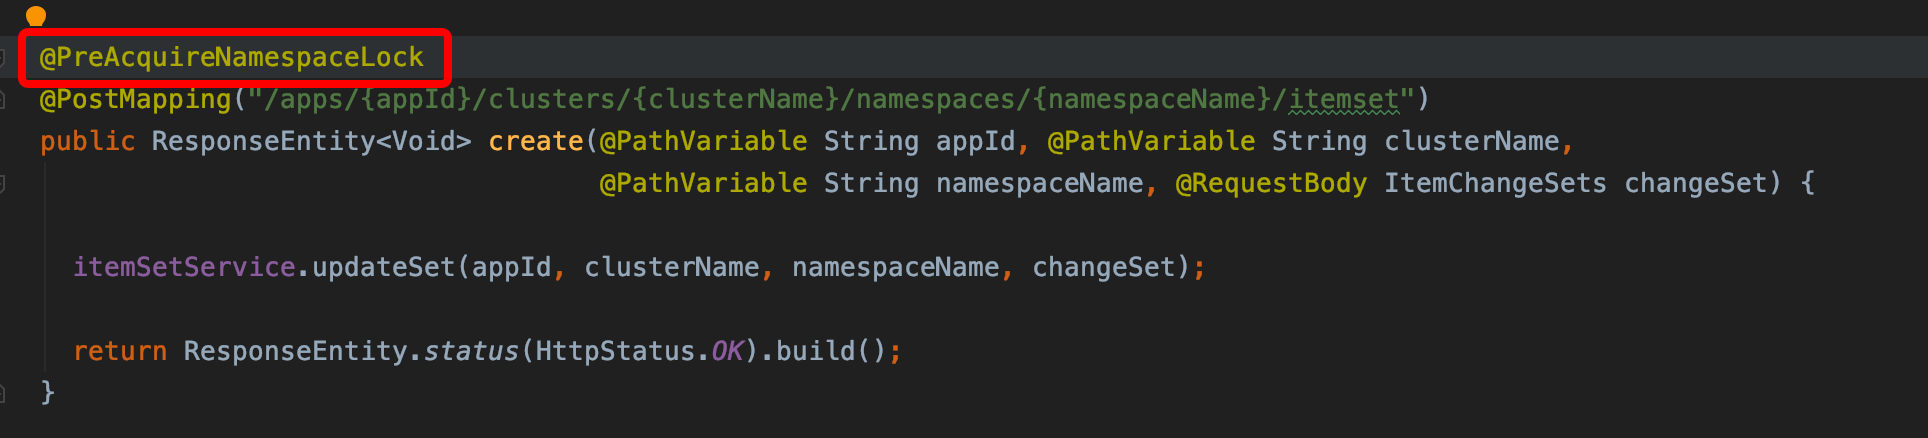 @PreAcquireNamespaceLock
@PostMapping("/apps/{appId}/clusters/{clusterName}/namespaces/{namespaceName}/itemset")
public ResponseEntity<Void> create(@PathVariable String appId, @PathVariable String clusterName,
@PathVariable String namespaceName, @RequestBody ItemChangeSets changeSet) {
itemSetService.updateSet(appId, clusterName, namespaceName, changeSet);
return ResponseEntity.status(HttpStatus.OK).build();
}